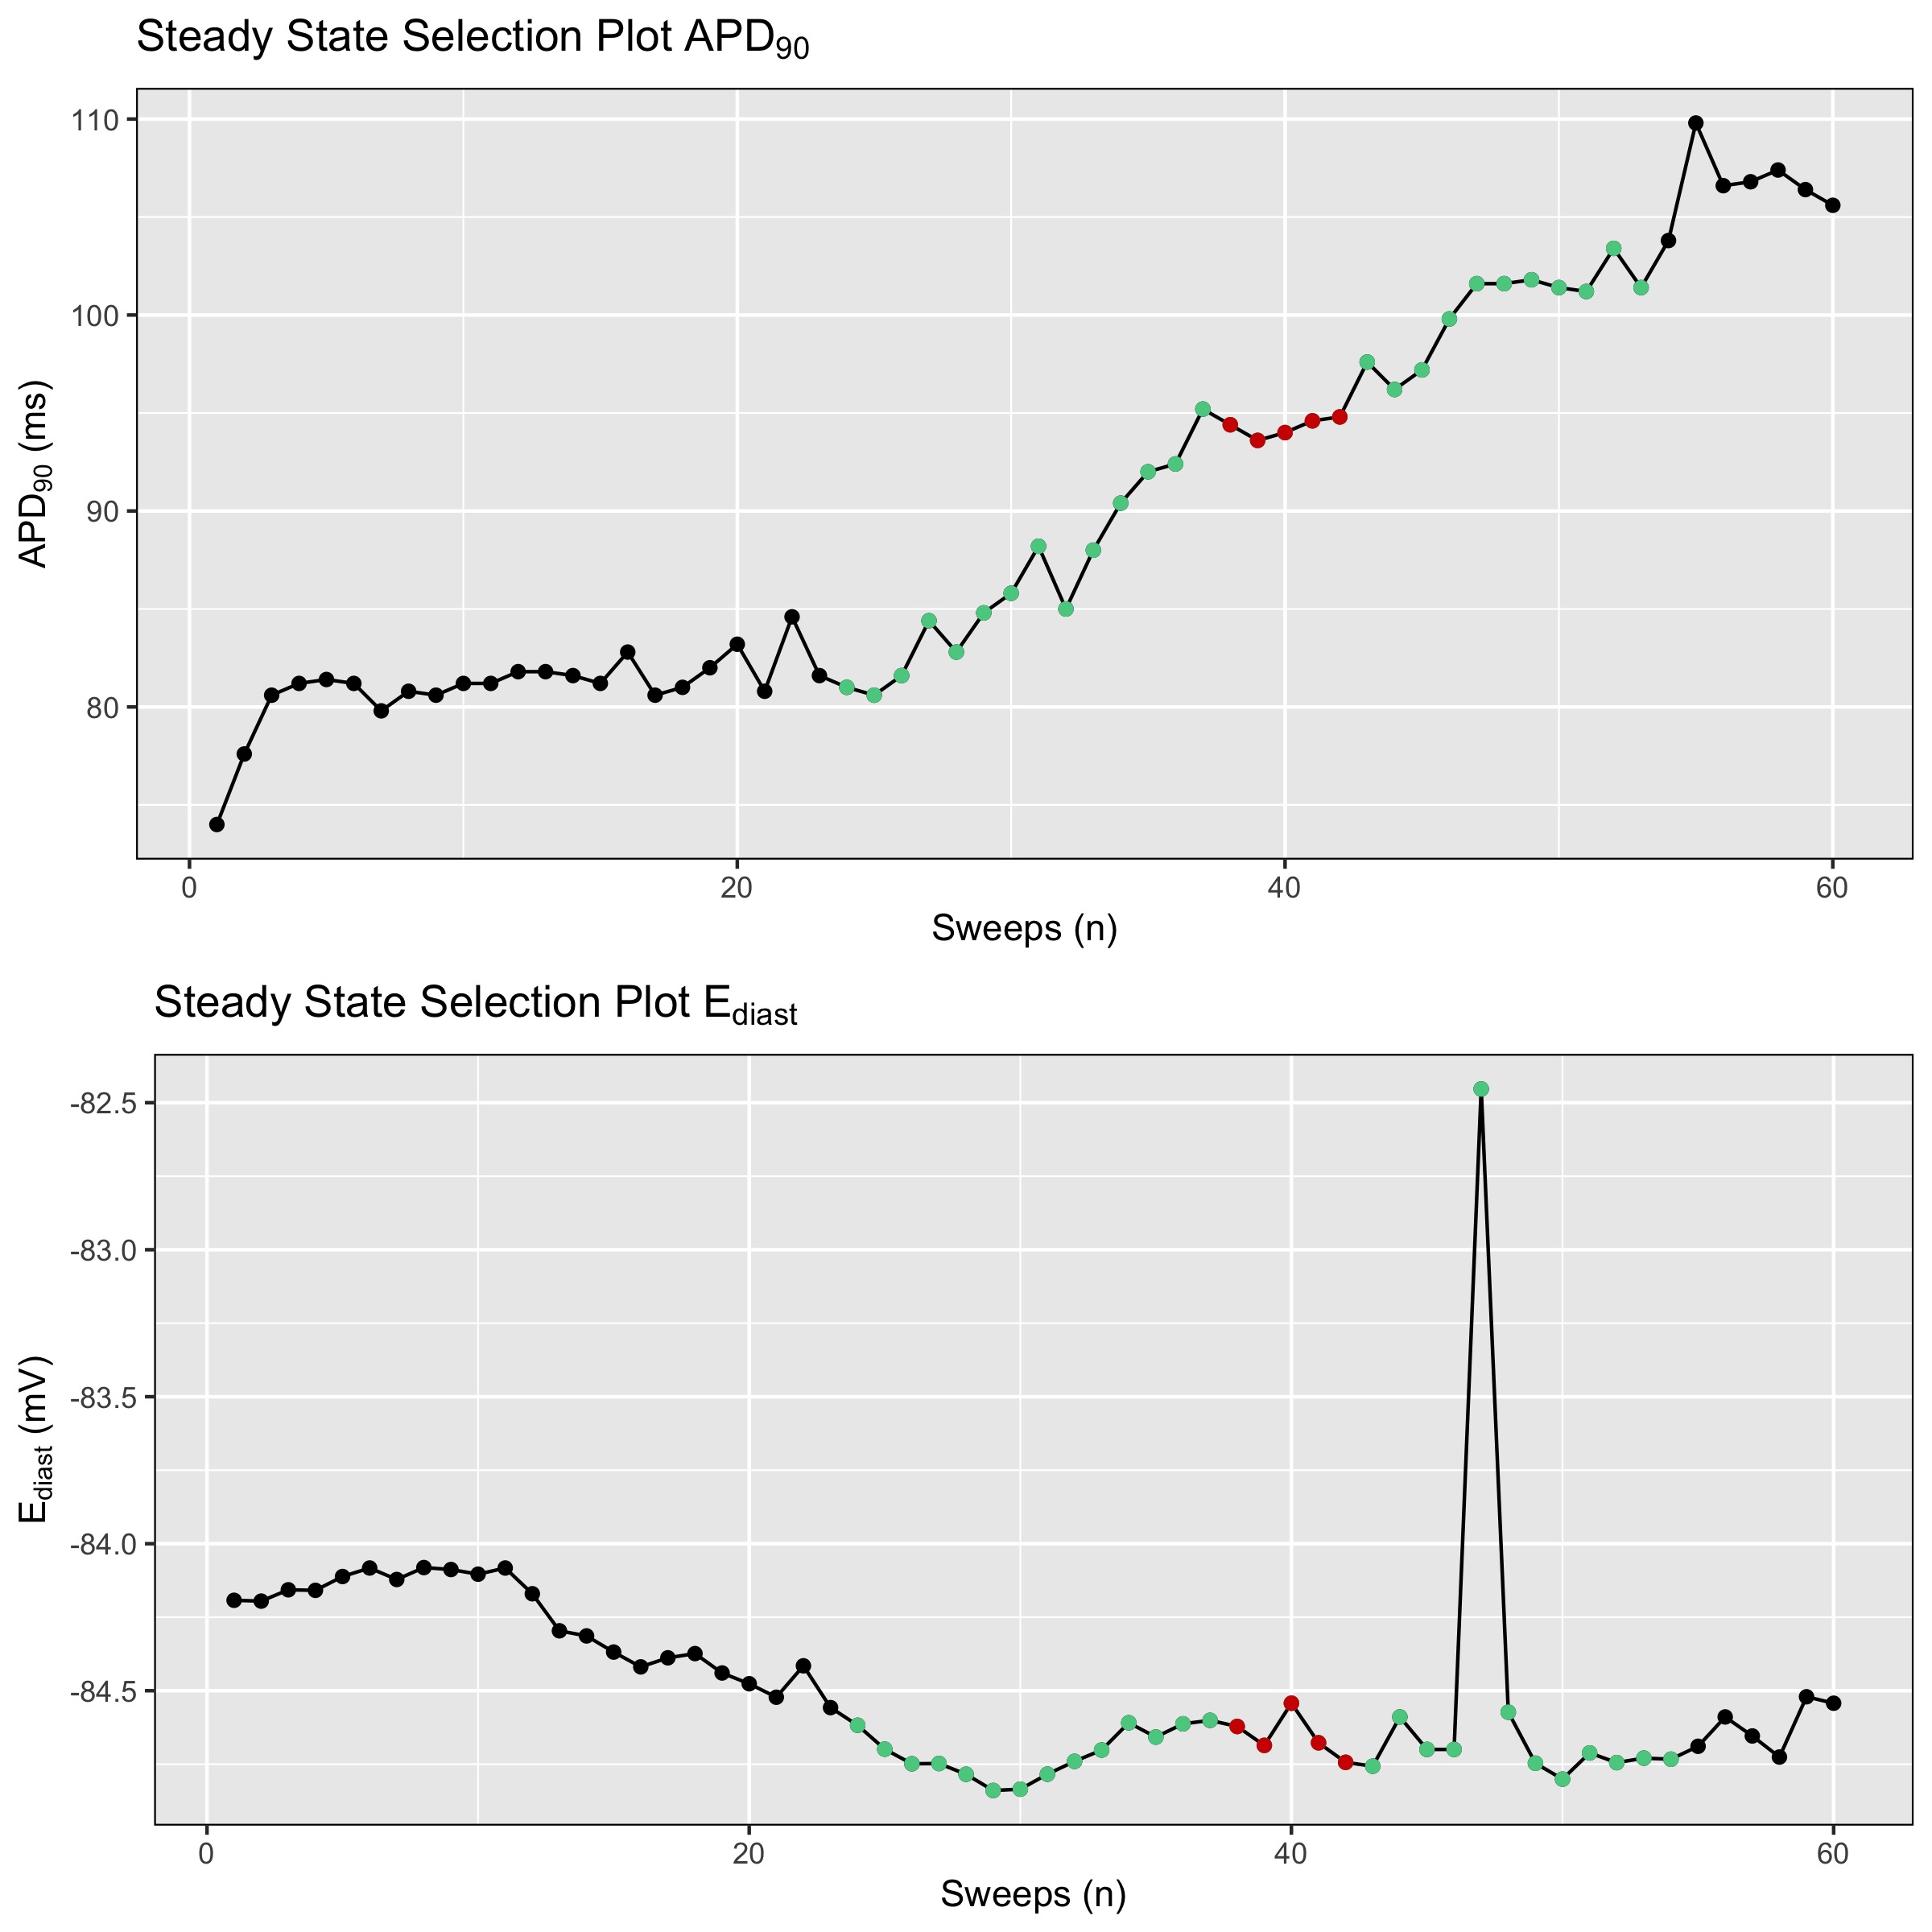 Steady State Selection Plot APD90
110
100
90
80
APD90 (ms)
0 20 40 60
Sweeps (n)
Steady State Selection Plot Ediast
-82.5
-83.0
-83.5
-84.0
-84.5
Ediast (mV)
0 20 40 60
Sweeps (n)